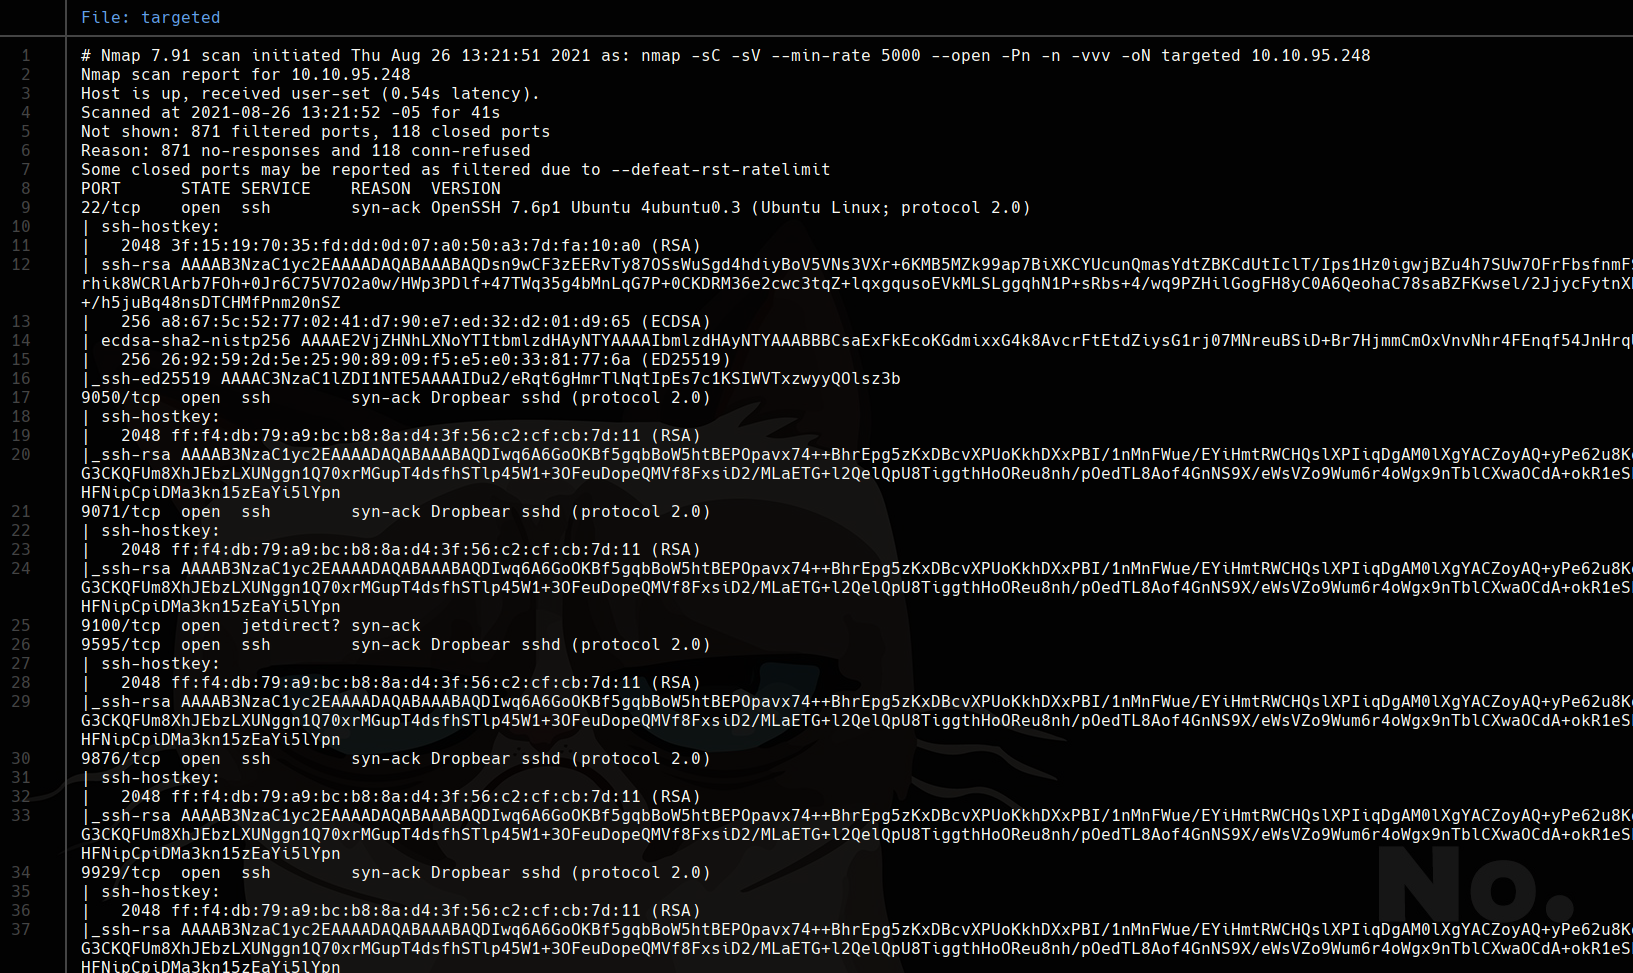 File: targeted
1 # Nmap 7.91 scan initiated Thu Aug 26 13:21:51 2021 as: nmap -sC -sV --min-rate 5000 --open -Pn -n -vvv -oN targeted 10.10.95.248
2 Nmap scan report for 10.10.95.248
3 Host is up, received user-set (0.54s latency).
4 Scanned at 2021-08-26 13:21:52 -05 for 41s
5 Not shown: 871 filtered ports, 118 closed ports
6 Reason: 871 no-responses and 118 conn-refused
7 Some closed ports may be reported as filtered due to --defeat-rst-ratelimit
8 PORT      STATE SERVICE    REASON  VERSION
9 22/tcp    open  ssh        syn-ack OpenSSH 7.6p1 Ubuntu 4ubuntu0.3 (Ubuntu Linux; protocol 2.0)
10 | ssh-hostkey:
11 |   2048 3f:15:19:70:35:fd:dd:0d:07:a0:50:a3:7d:fa:10:a0 (RSA)
12 | ssh-rsa AAAAB3NzaC1yc2EAAAADAQABAAABAQDsn9wCF3zEERvTy87OSsWuSgd4hdiyBoV5VNs3VXr+6KMB5MZk99ap7BiXKCYUcunQmasYdtZBKCdUtIclT/Ips1Hz0igwjBZu4h7SUw7OFrFbsfnmF
rhik8WCRlArb7FOh+0Jr6C75V7O2a0w/HWp3PDlf+47TWq35g4bMnLqG7P+0CKDRM36e2cwc3tqZ+lqxgqusoEVkMLSLggqhN1P+sRbs+4/wq9PZHilGogFH8yC0A6QeohaC78saBZFKwsel/2JjycFytnX
+/h5juBq48nsDTCHMfPnm20nSZ
13 |   256 a8:67:5c:52:77:02:41:d7:90:e7:ed:32:d2:01:d9:65 (ECDSA)
14 | ecdsa-sha2-nistp256 AAAAE2VjZHNhLXNoYTItbmlzdHAyNTYAAAAIbmlzdHAyNTYAAABBBCsaExFkEcoKGdmixxG4k8AvcrFtEtdZiysG1rj07MNreuBSiD+Br7HjmmCmOxVnvNhr4FEnqf54JnHrq
15 |   256 26:92:59:2d:5e:25:90:89:09:f5:e5:e0:33:81:77:6a (ED25519)
16 |_ssh-ed25519 AAAAC3NzaC1lZDI1NTE5AAAAIDu2/eRqt6gHmrTlNqtIpEs7c1KSIWVTxzwyyQOlsz3b
17 9050/tcp  open  ssh        syn-ack Dropbear sshd (protocol 2.0)
18 | ssh-hostkey:
19 |   2048 ff:f4:db:79:a9:bc:b8:8a:d4:3f:56:c2:cf:cb:7d:11 (RSA)
20 |_ssh-rsa AAAAB3NzaC1yc2EAAAADAQABAAABAQDIwq6A6GoOKBf5gqbBoW5htBEPOpavx74++BhrEpg5zKxDBcvXPUoKkhDXxPBI/1nMnFWue/EYiHmtRWCHQslXPIiqDgAM0lXgYACZoyAQ+yPe62u8K
G3CKQFUm8XhJEbzLXUNggn1Q70xrMGupT4dsfhSTlp45W1+3OFeuDopeQMVf8FxsiD2/MLaETG+l2QelQpU8TiggthHoOReu8nh/pOedTL8Aof4GnNS9X/eWsVZo9Wum6r4oWgx9nTblCXwaOCdA+okR1eS
HFNipCpiDMa3kn15zEaYi5lYpn
21 9071/tcp  open  ssh        syn-ack Dropbear sshd (protocol 2.0)
22 | ssh-hostkey:
23 |   2048 ff:f4:db:79:a9:bc:b8:8a:d4:3f:56:c2:cf:cb:7d:11 (RSA)
24 |_ssh-rsa AAAAB3NzaC1yc2EAAAADAQABAAABAQDIwq6A6GoOKBf5gqbBoW5htBEPOpavx74++BhrEpg5zKxDBcvXPUoKkhDXxPBI/1nMnFWue/EYiHmtRWCHQslXPIiqDgAM0lXgYACZoyAQ+yPe62u8K
G3CKQFUm8XhJEbzLXUNggn1Q70xrMGupT4dsfhSTlp45W1+3OFeuDopeQMVf8FxsiD2/MLaETG+l2QelQpU8TiggthHoOReu8nh/pOedTL8Aof4GnNS9X/eWsVZo9Wum6r4oWgx9nTblCXwaOCdA+okR1eS
HFNipCpiDMa3kn15zEaYi5lYpn
25 9100/tcp  open  jetdirect? syn-ack
26 9595/tcp  open  ssh        syn-ack Dropbear sshd (protocol 2.0)
27 | ssh-hostkey:
28 |   2048 ff:f4:db:79:a9:bc:b8:8a:d4:3f:56:c2:cf:cb:7d:11 (RSA)
29 |_ssh-rsa AAAAB3NzaC1yc2EAAAADAQABAAABAQDIwq6A6GoOKBf5gqbBoW5htBEPOpavx74++BhrEpg5zKxDBcvXPUoKkhDXxPBI/1nMnFWue/EYiHmtRWCHQslXPIiqDgAM0lXgYACZoyAQ+yPe62u8K
G3CKQFUm8XhJEbzLXUNggn1Q70xrMGupT4dsfhSTlp45W1+3OFeuDopeQMVf8FxsiD2/MLaETG+l2QelQpU8TiggthHoOReu8nh/pOedTL8Aof4GnNS9X/eWsVZo9Wum6r4oWgx9nTblCXwaOCdA+okR1eS
HFNipCpiDMa3kn15zEaYi5lYpn
30 9876/tcp  open  ssh        syn-ack Dropbear sshd (protocol 2.0)
31 | ssh-hostkey:
32 |   2048 ff:f4:db:79:a9:bc:b8:8a:d4:3f:56:c2:cf:cb:7d:11 (RSA)
33 |_ssh-rsa AAAAB3NzaC1yc2EAAAADAQABAAABAQDIwq6A6GoOKBf5gqbBoW5htBEPOpavx74++BhrEpg5zKxDBcvXPUoKkhDXxPBI/1nMnFWue/EYiHmtRWCHQslXPIiqDgAM0lXgYACZoyAQ+yPe62u8K
G3CKQFUm8XhJEbzLXUNggn1Q70xrMGupT4dsfhSTlp45W1+3OFeuDopeQMVf8FxsiD2/MLaETG+l2QelQpU8TiggthHoOReu8nh/pOedTL8Aof4GnNS9X/eWsVZo9Wum6r4oWgx9nTblCXwaOCdA+okR1eS
HFNipCpiDMa3kn15zEaYi5lYpn
34 9929/tcp  open  ssh        syn-ack Dropbear sshd (protocol 2.0)
35 | ssh-hostkey:
36 |   2048 ff:f4:db:79:a9:bc:b8:8a:d4:3f:56:c2:cf:cb:7d:11 (RSA)
37 |_ssh-rsa AAAAB3NzaC1yc2EAAAADAQABAAABAQDIwq6A6GoOKBf5gqbBoW5htBEPOpavx74++BhrEpg5zKxDBcvXPUoKkhDXxPBI/1nMnFWue/EYiHmtRWCHQslXPIiqDgAM0lXgYACZoyAQ+yPe62u8K
G3CKQFUm8XhJEbzLXUNggn1Q70xrMGupT4dsfhSTlp45W1+3OFeuDopeQMVf8FxsiD2/MLaETG+l2QelQpU8TiggthHoOReu8nh/pOedTL8Aof4GnNS9X/eWsVZo9Wum6r4oWgx9nTblCXwaOCdA+okR1eS
HFNipCpiDMa3kn15zEaYi5lYpn
No.